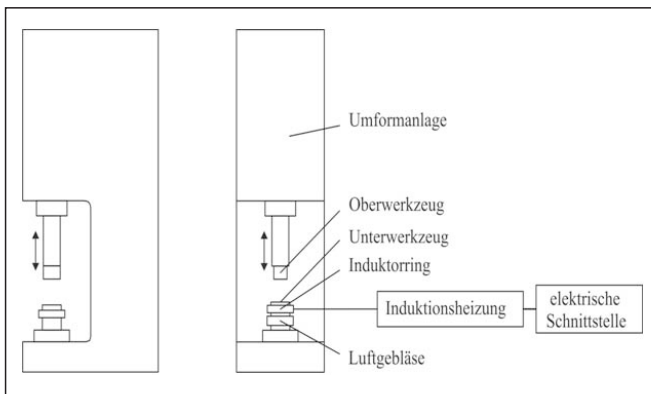 Umformanlage
Oberwerkzeug
Unterwerkzeug
Induktorring
Induktionsheizung
elektrische
Schnittstelle
Luftgebläse